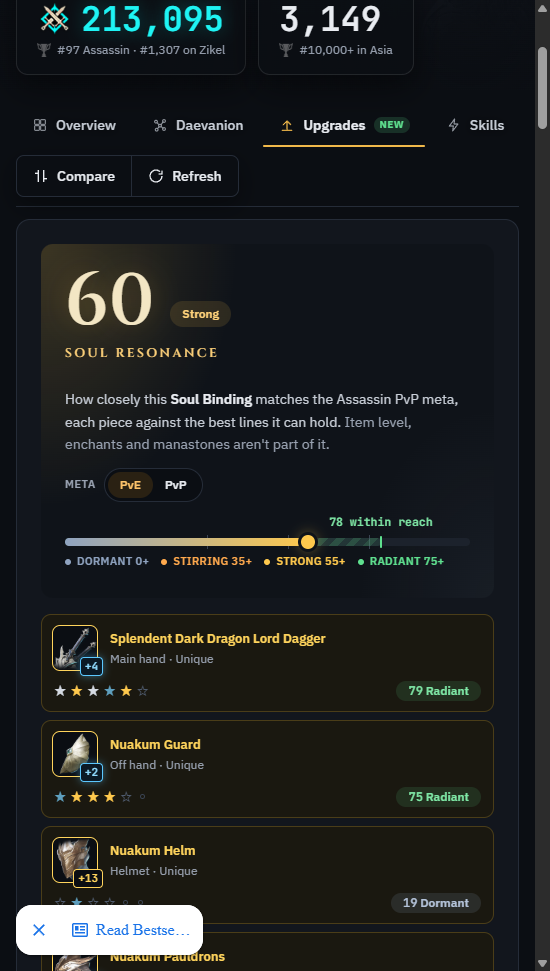 213,095
#97 Assassin · #1,307 on Zikel
3,149
#10,000+ in Asia
Overview
Daevanion
Upgrades NEW
Skills
Compare
Refresh
60
Strong
SOUL RESONANCE
How closely this Soul Binding matches the Assassin PvP meta,
each piece against the best lines it can hold. Item level,
enchants and manastones aren't part of it.
META PvE PvP
78 within reach
DORMANT 0+ STIRRING 35+ STRONG 55+ RADIANT 75+
Splendent Dark Dragon Lord Dagger
Main hand · Unique
+4
79 Radiant
Nuakum Guard
Off hand · Unique
+2
75 Radiant
Nuakum Helm
Helmet · Unique
+13
19 Dormant
Read Bestse...
Nuakum Pauldrons